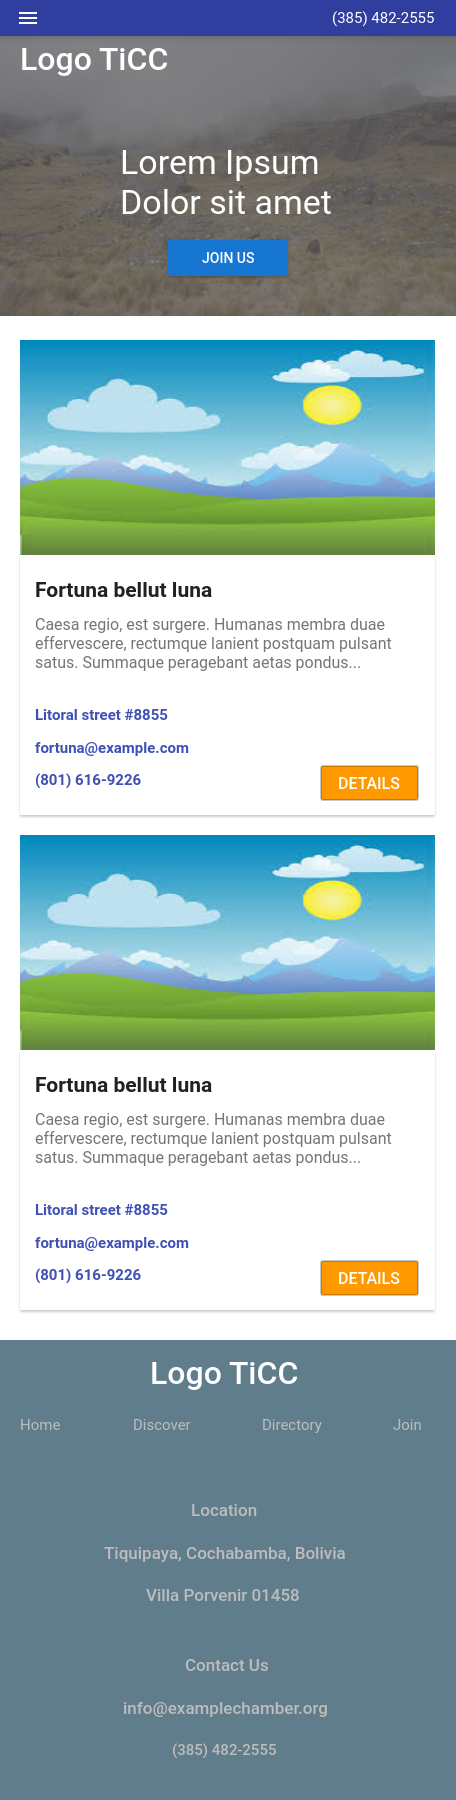 (385) 482-2555
Logo TiCC
Lorem Ipsum
Dolor sit amet
JOIN US
Fortuna bellut luna
Caesa regio, est surgere. Humanas membra duae
effervescere, rectumque lanient postquam pulsant
satus. Summaque peragebant aetas pondus...
Litoral street #8855
fortuna@example.com
(801) 616-9226
DETAILS
Fortuna bellut luna
Caesa regio, est surgere. Humanas membra duae
effervescere, rectumque lanient postquam pulsant
satus. Summaque peragebant aetas pondus...
Litoral street #8855
fortuna@example.com
(801) 616-9226
DETAILS
Logo TiCC
Home Discover Directory Join
Location
Tiquipaya, Cochabamba, Bolivia
Villa Porvenir 01458
Contact Us
info@examplechamber.org
(385) 482-2555